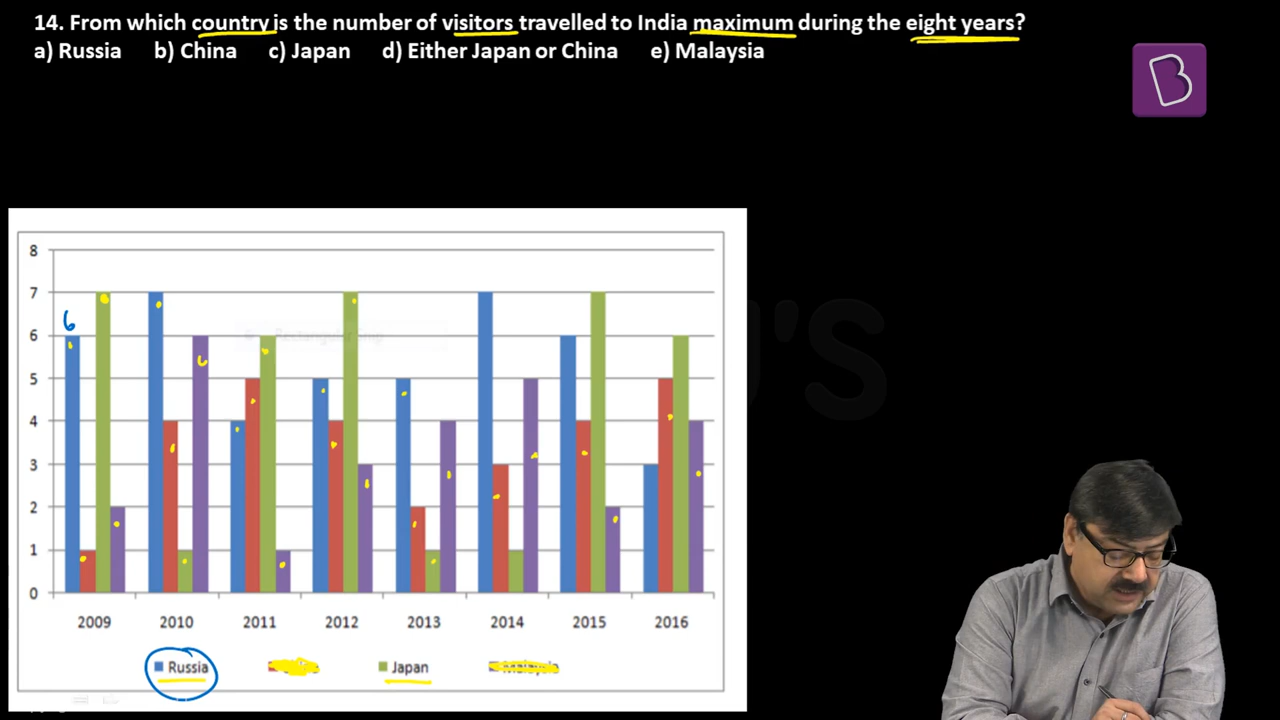 14. From which country is the number of visitors travelled to India maximum during the eight years?
a) Russia b) China c) Japan d) Either Japan or China e) Malaysia
B
'S
8
7
6
5
4
3
2
1
0
6
2009 2010 2011 2012 2013 2014 2015 2016
Russia Japan Malaysia